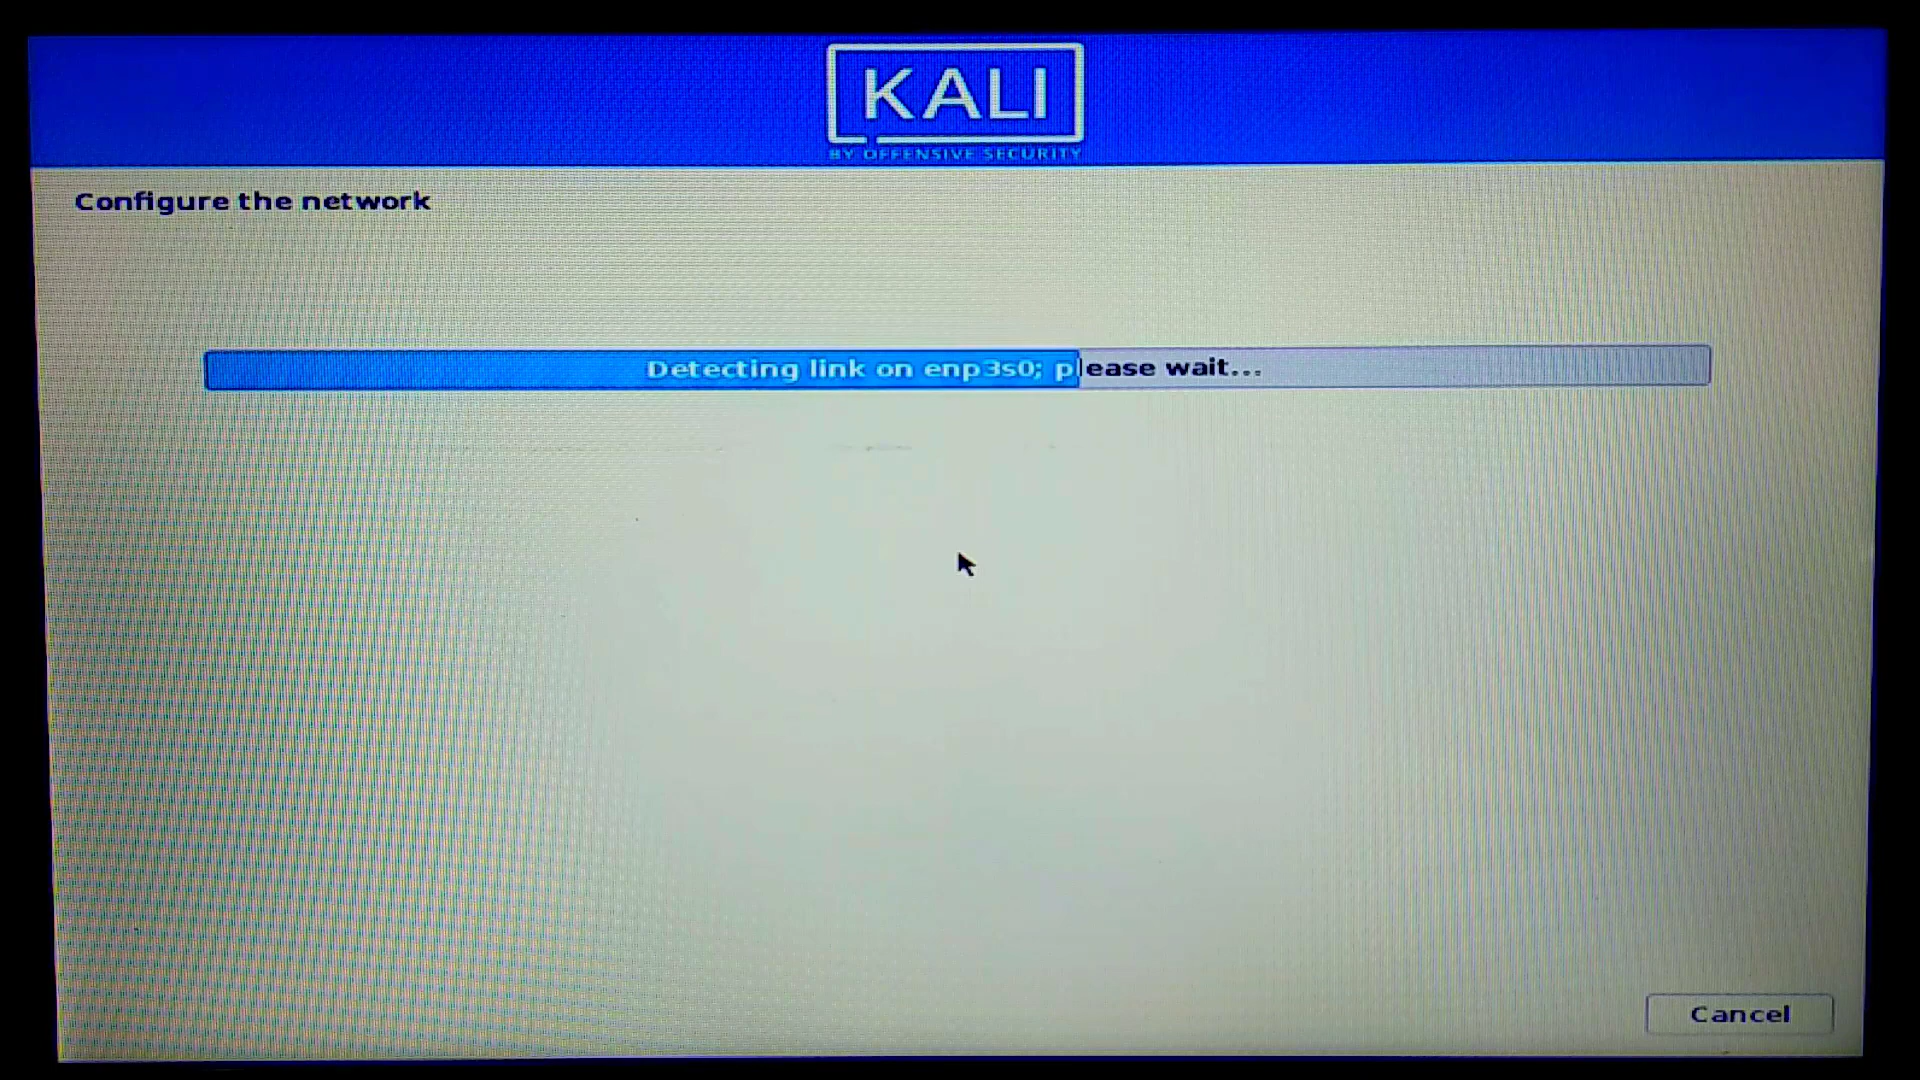 KALI
BY OFFENSIVE SECURITY
Configure the network
Detecting link on enp3s0; please wait...
Cancel